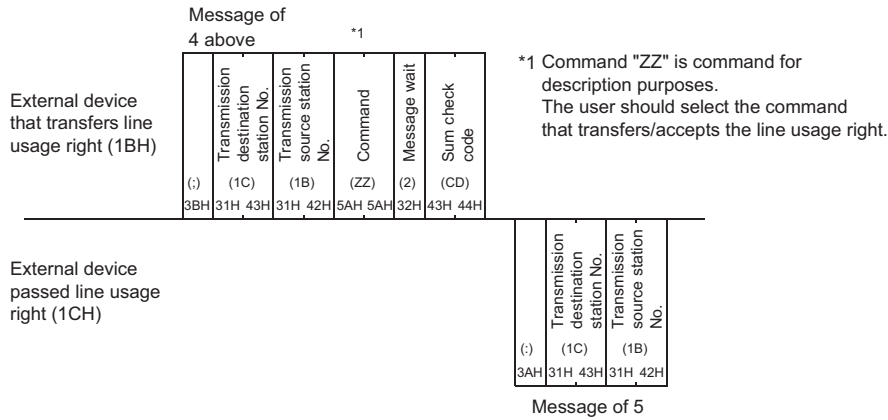 Message of
4 above
*1
*1 Command "ZZ" is command for
description purposes.
The user should select the command
that transfers/accepts the line usage right.
External device
that transfers line
usage right (1BH)
Transmission
destination
station No.
Transmission
source station
No.
Command
Message wait
Sum check
code
(;) (1C) (1B) (ZZ) (2) (CD)
3BH 31H 43H 31H 42H 5AH 5AH 32H 43H 44H
External device
passed line usage
right (1CH)
Transmission
destination
station No.
Transmission
source station
No.
(:) (1C) (1B)
3AH 31H 43H 31H 42H
Message of 5